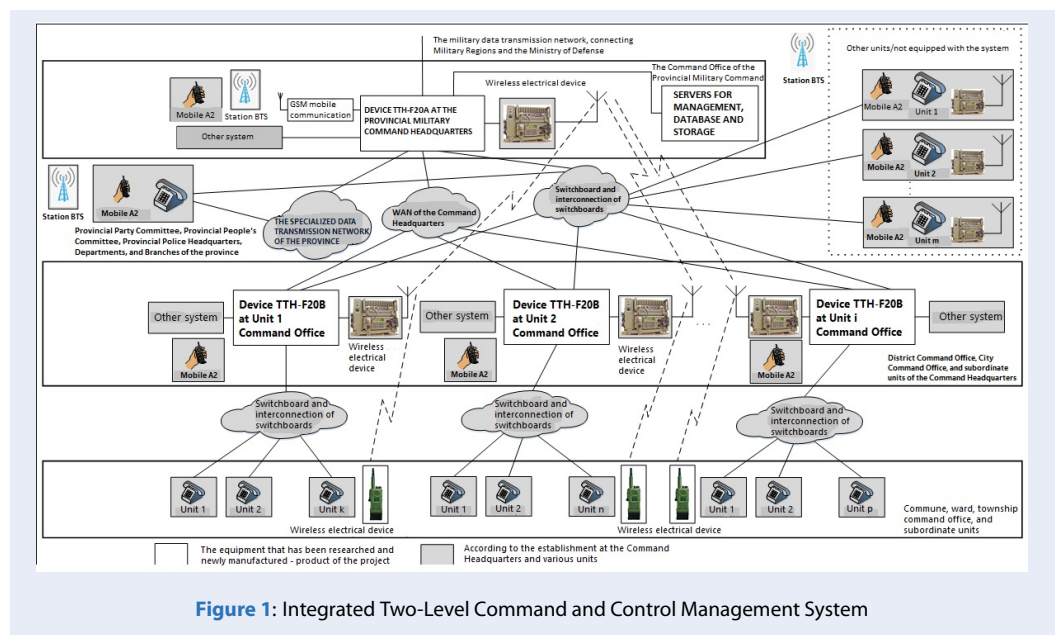 The military data transmission network, connecting
Military Regions and the Ministry of Defense
Other units/not equipped with the system
Station BTS
The Command Office of the
Provincial Military Command
Wireless electrical device
Mobile A2
Station BTS
GSM mobile
communication
DEVICE TTH-F20A AT THE
PROVINCIAL MILITARY
COMMAND HEADQUARTERS
SERVERS FOR
MANAGEMENT,
DATABASE AND
STORAGE
Other system
Mobile A2
Unit 1
Mobile A2
Unit 2
Mobile A2
Unit m
Station BTS
Mobile A2
Provincial Party Committee, Provincial People's
Committee, Provincial Police Headquarters,
Departments, and Branches of the province
THE SPECIALIZED DATA
TRANSMISSION NETWORK
OF THE PROVINCE
WAN of the Command
Headquarters
Switchboard and
interconnection of
switchboards
Other system
Device TTH-F20B
at Unit 1
Command Office
Wireless
electrical
device
Mobile A2
Other system
Device TTH-F20B
at Unit 2
Command Office
Wireless
electrical
device
Mobile A2
...
Device TTH-F20B
at Unit i
Command Office
Other system
Mobile A2
District Command Office, City
Command Office, and subordinate
units of the Command Headquarters
Switchboard and
interconnection of
switchboards
Switchboard and
interconnection of
switchboards
Switchboard and
interconnection of
switchboards
Unit 1
Unit 2
Unit k
Wireless electrical device
Unit 1
Unit 2
Unit n
Wireless electrical device
Unit 1
Unit 2
Unit p
Commune, ward, township
command office, and
subordinate units
The equipment that has been researched and
newly manufactured - product of the project
According to the establishment at the Command
Headquarters and various units
Figure 1: Integrated Two-Level Command and Control Management System